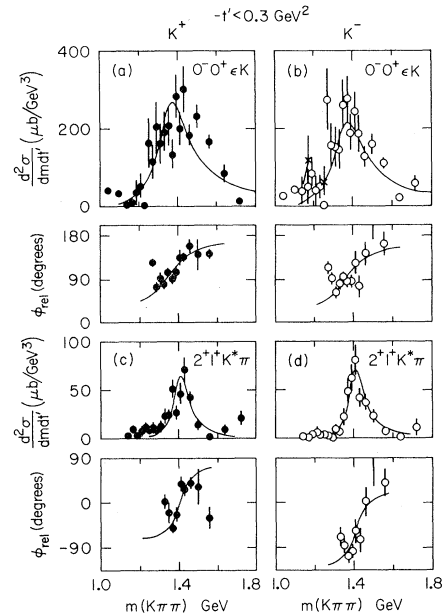 -t'<0.3 GeV²
K⁺ K⁻
400 (a) 0⁻0⁺ϵK (b) 0⁻0⁺ϵK
200
0
d²σ/dmdt' (μb/GeV³)
180
90
0
ϕrel (degrees)
100 (c) 2⁺1⁺K*π (d) 2⁺1⁺K*π
50
0
d²σ/dmdt' (μb/GeV³)
90
0
-90
ϕrel (degrees)
1.0 1.4 1.8 1.0 1.4 1.8
m(Kππ) GeV m(Kππ) GeV